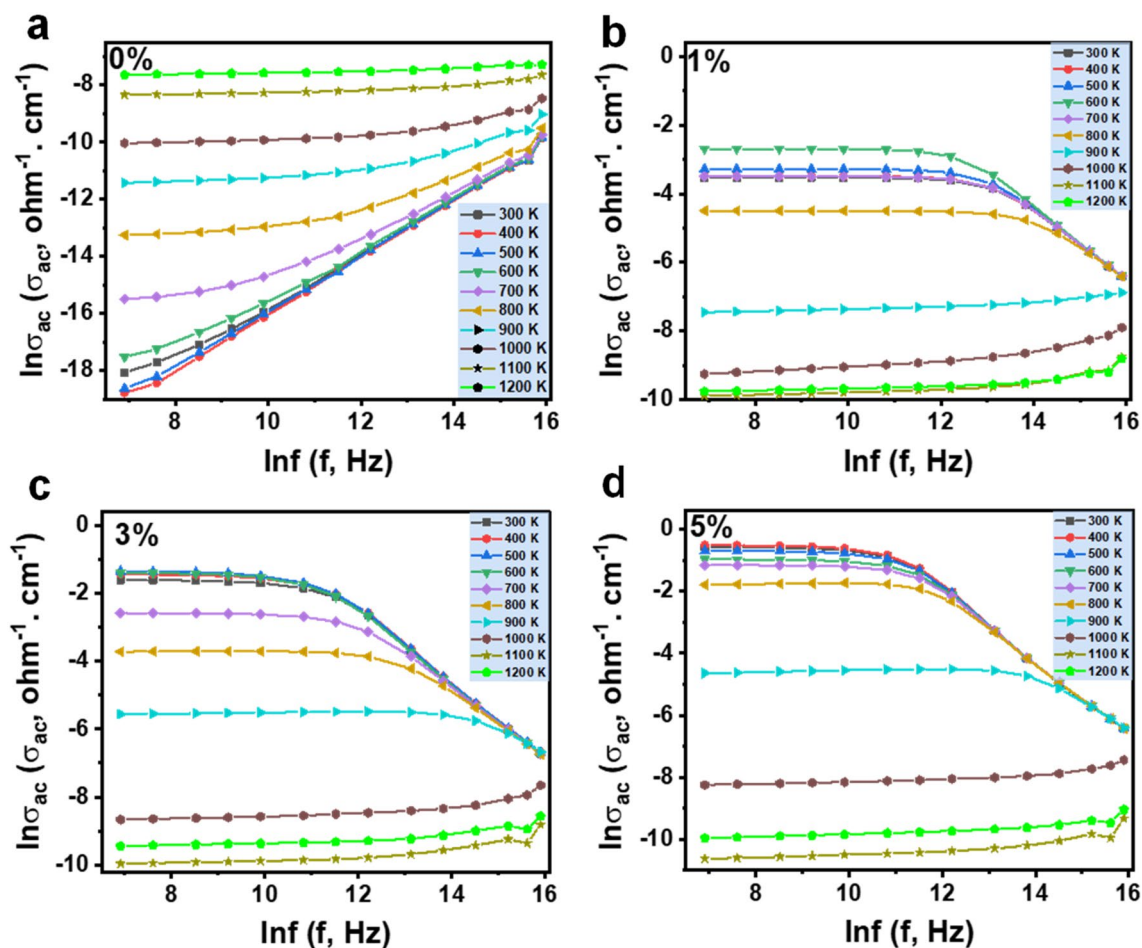 a
0%
-8
-10
-12
-14
-16
-18
lnσac (σac, ohm-1. cm-1)
300 K
400 K
500 K
600 K
700 K
800 K
900 K
1000 K
1100 K
1200 K
8 10 12 14 16
lnf (f, Hz)
b
1%
0
-2
-4
-6
-8
-10
lnσac (σac, ohm-1. cm-1)
300 K
400 K
500 K
600 K
700 K
800 K
900 K
1000 K
1100 K
1200 K
8 10 12 14 16
lnf (f, Hz)
c
3%
0
-2
-4
-6
-8
-10
lnσac (σac, ohm-1. cm-1)
300 K
400 K
500 K
600 K
700 K
800 K
900 K
1000 K
1100 K
1200 K
8 10 12 14 16
lnf (f, Hz)
d
5%
0
-2
-4
-6
-8
-10
lnσac (σac, ohm-1. cm-1)
300 K
400 K
500 K
600 K
700 K
800 K
900 K
1000 K
1100 K
1200 K
8 10 12 14 16
lnf (f, Hz)